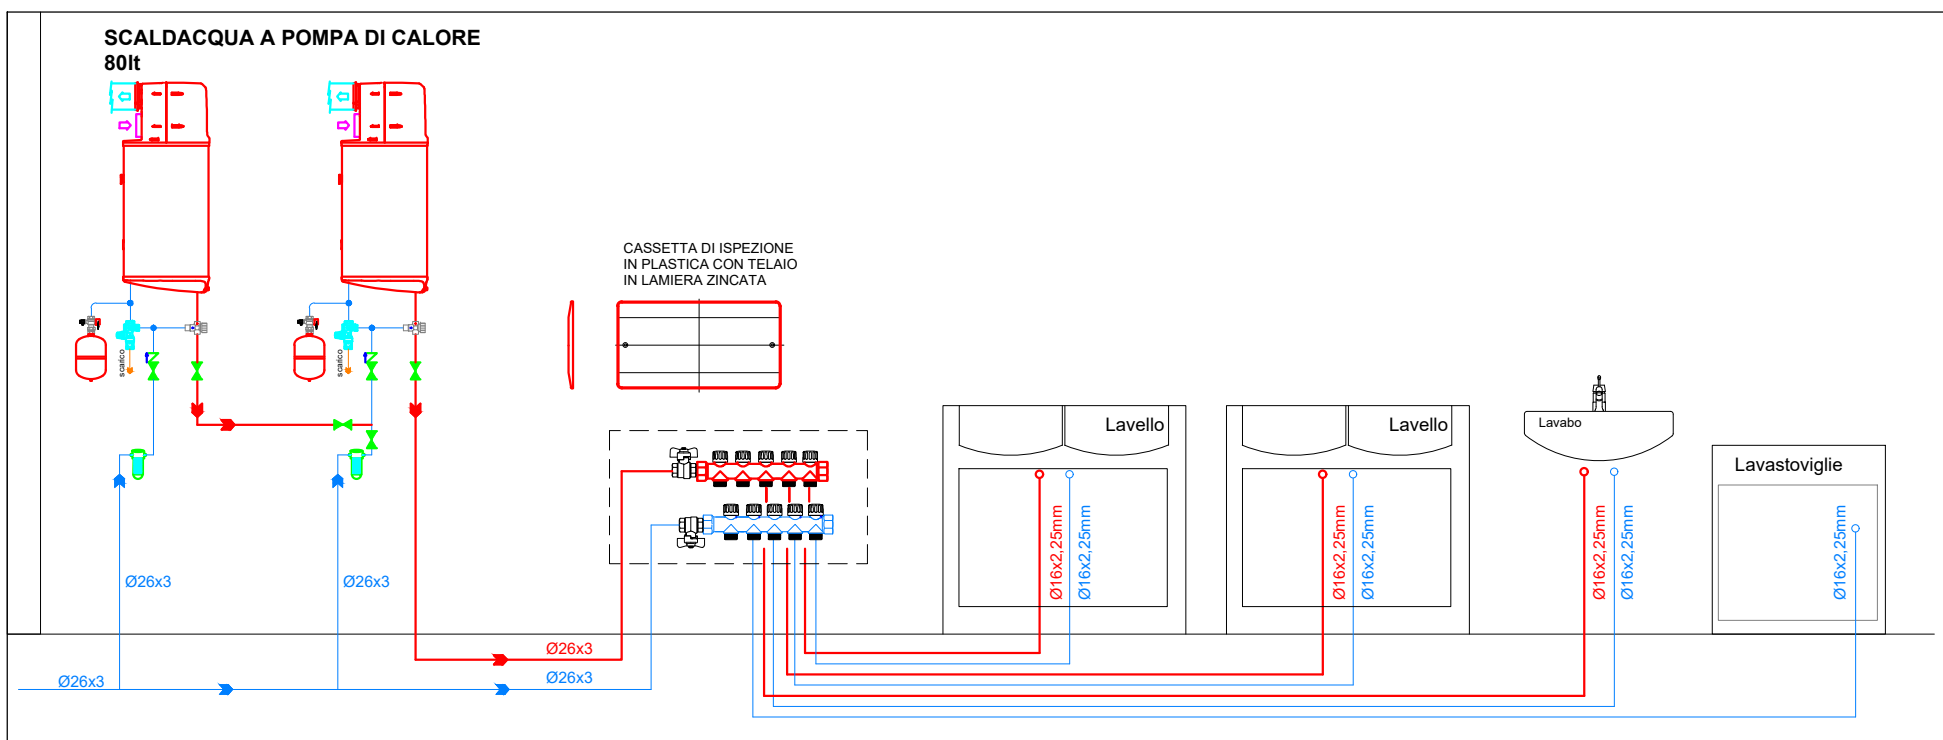 SCALDACQUA A POMPA DI CALORE
80lt
CASSETTA DI ISPEZIONE
IN PLASTICA CON TELAIO
IN LAMIERA ZINCATA
scarico
scarico
Lavello
Lavello
Lavabo
Lavastoviglie
Ø16x2,25mm
Ø16x2,25mm
Ø16x2,25mm
Ø16x2,25mm
Ø16x2,25mm
Ø16x2,25mm
Ø16x2,25mm
Ø26x3
Ø26x3
Ø26x3
Ø26x3
Ø26x3